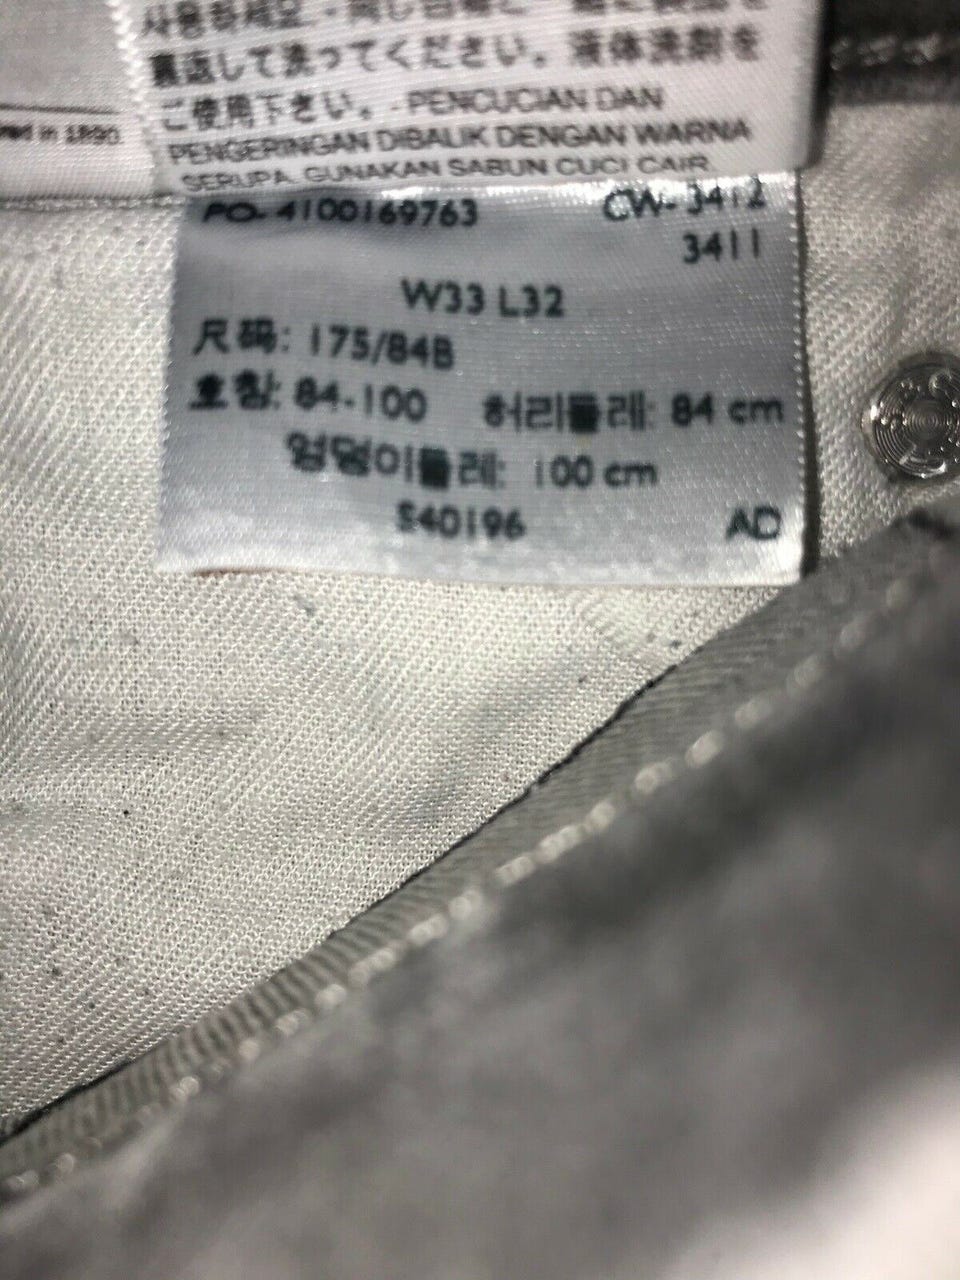 사용하세요 - 同じ
裏返して洗ってください。液体洗剤を
ご使用下さい。 - PENCUCIAN DAN
PENGERINGAN DIBALIK DENGAN WARNA
SERUPA. GUNAKAN SABUN CUCI CAIR
in 1890
PO- 4100169763 CW- 3412
3411
W33 L32
尺码: 175/84B
호칭: 84-100 허리둘레: 84 cm
엉덩이둘레: 100 cm
S40196 AD